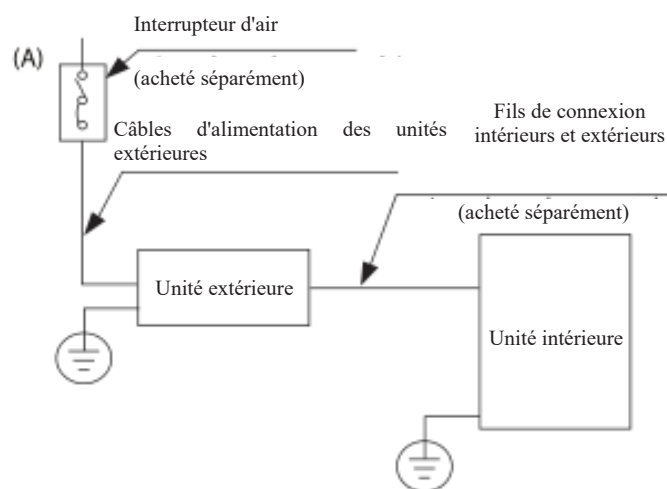 Interrupteur d'air
(A)
(acheté séparément)
Câbles d'alimentation des unités
extérieures
Fils de connexion
intérieurs et extérieurs
(acheté séparément)
Unité extérieure
Unité intérieure